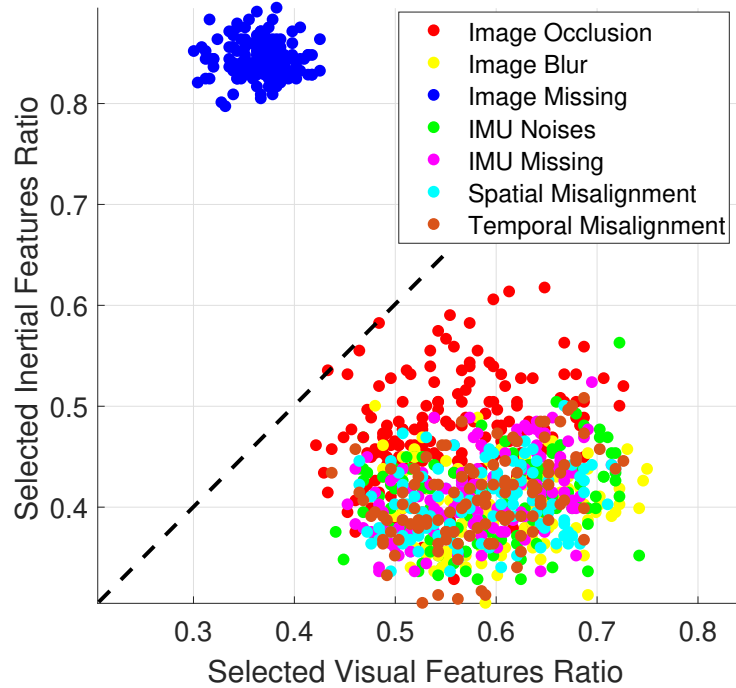 Image Occlusion
Image Blur
Image Missing
IMU Noises
IMU Missing
Spatial Misalignment
Temporal Misalignment
0.8
0.7
0.6
0.5
0.4
Selected Inertial Features Ratio
0.3 0.4 0.5 0.6 0.7 0.8
Selected Visual Features Ratio